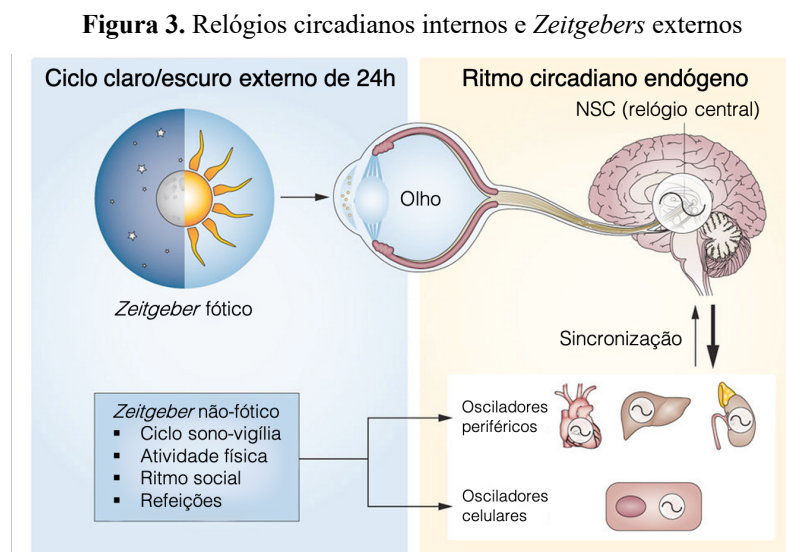 Figura 3. Relógios circadianos internos e Zeitgebers externos
Ciclo claro/escuro externo de 24h
Ritmo circadiano endógeno
NSC (relógio central)
Olho
Zeitgeber fótico
Sincronização
Zeitgeber não-fótico
▪ Ciclo sono-vigília
▪ Atividade física
▪ Ritmo social
▪ Refeições
Osciladores
periféricos
Osciladores
celulares